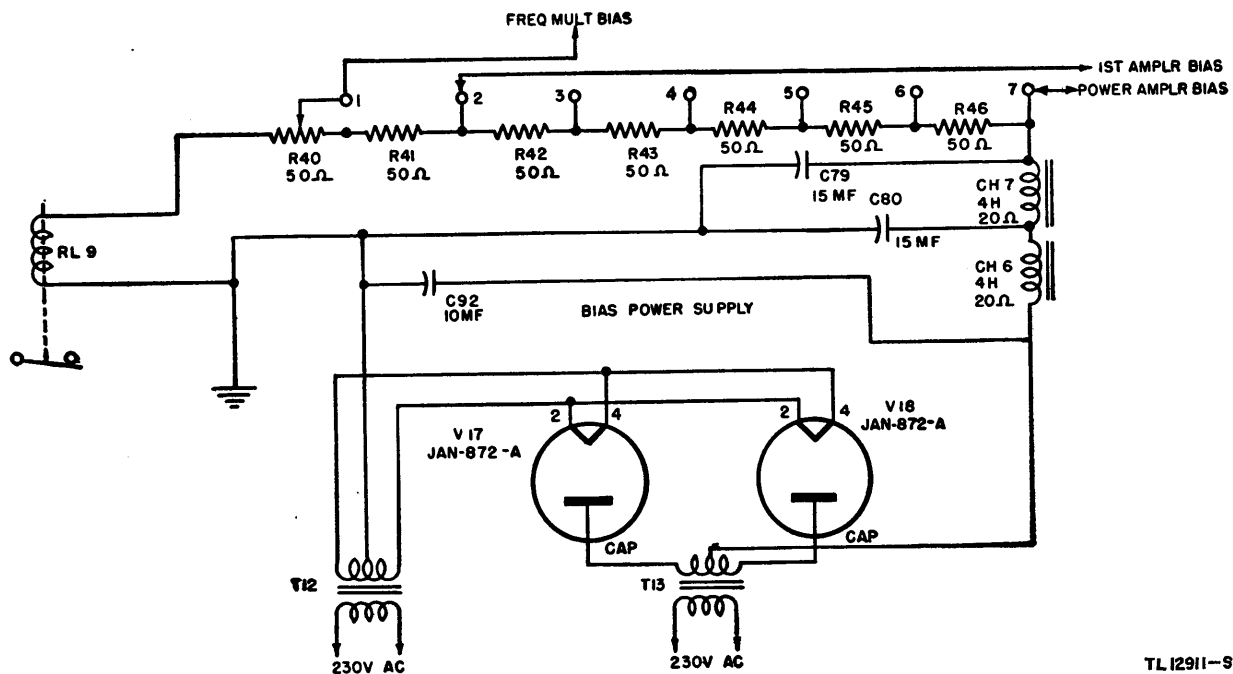 FREQ MULT BIAS
1ST AMPLR BIAS
POWER AMPLR BIAS
1
2
3
4
5
6
7
R40
50Ω
R41
50Ω
R42
50Ω
R43
50Ω
R44
50Ω
R45
50Ω
R46
50Ω
C79
15 MF
C80
15 MF
CH 7
4H
20Ω
CH 6
4H
20Ω
RL 9
C92
10MF
BIAS POWER SUPPLY
2
4
2
4
V 17
JAN-872-A
V18
JAN-872-A
CAP
CAP
T12
T13
230V AC
230V AC
TL12911-S